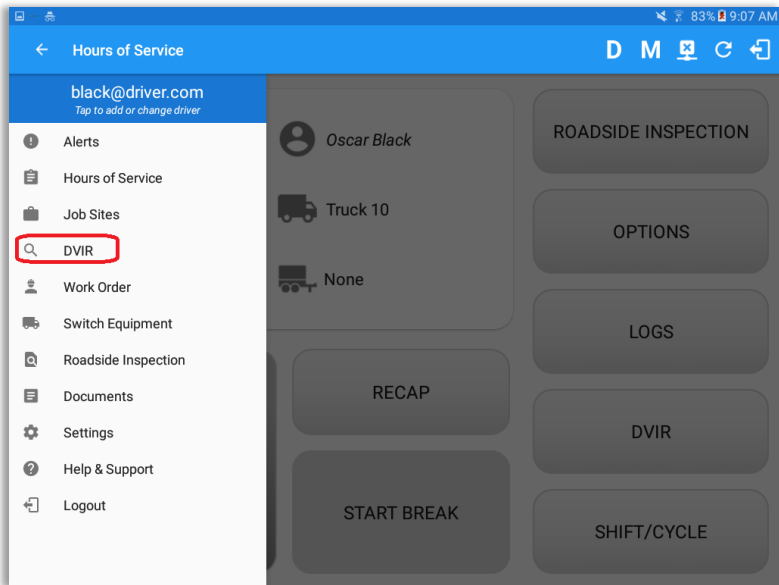 83% 9:07 AM
Hours of Service
D M
black@driver.com
Tap to add or change driver
Alerts
Hours of Service
Job Sites
DVIR
Work Order
Switch Equipment
Roadside Inspection
Documents
Settings
Help & Support
Logout
Oscar Black
Truck 10
None
RECAP
START BREAK
ROADSIDE INSPECTION
OPTIONS
LOGS
DVIR
SHIFT/CYCLE